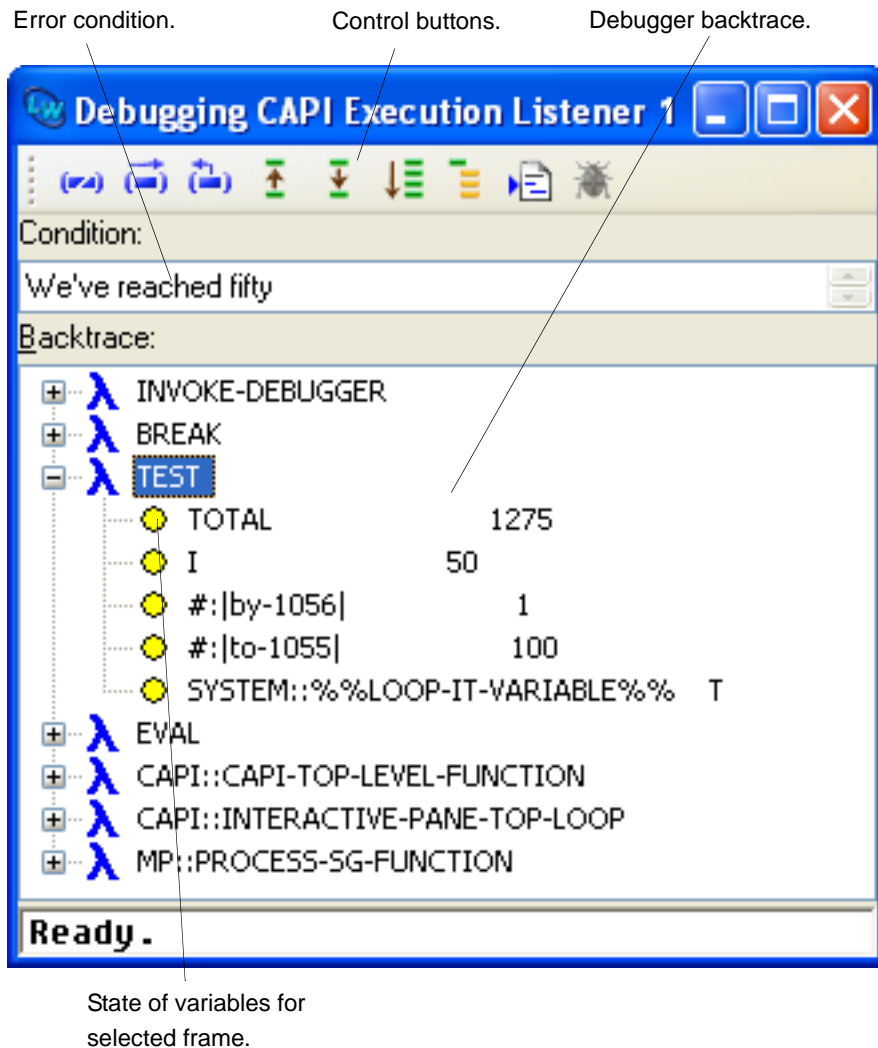 Error condition. Control buttons. Debugger backtrace.
Debugging CAPI Execution Listener 1
Condition:
We've reached fifty
Backtrace:
INVOKE-DEBUGGER
BREAK
TEST
TOTAL 1275
I 50
#:|by-1056| 1
#:|to-1055| 100
SYSTEM::%%LOOP-IT-VARIABLE%% T
EVAL
CAPI::CAPI-TOP-LEVEL-FUNCTION
CAPI::INTERACTIVE-PANE-TOP-LOOP
MP::PROCESS-SG-FUNCTION
Ready.
State of variables for
selected frame.